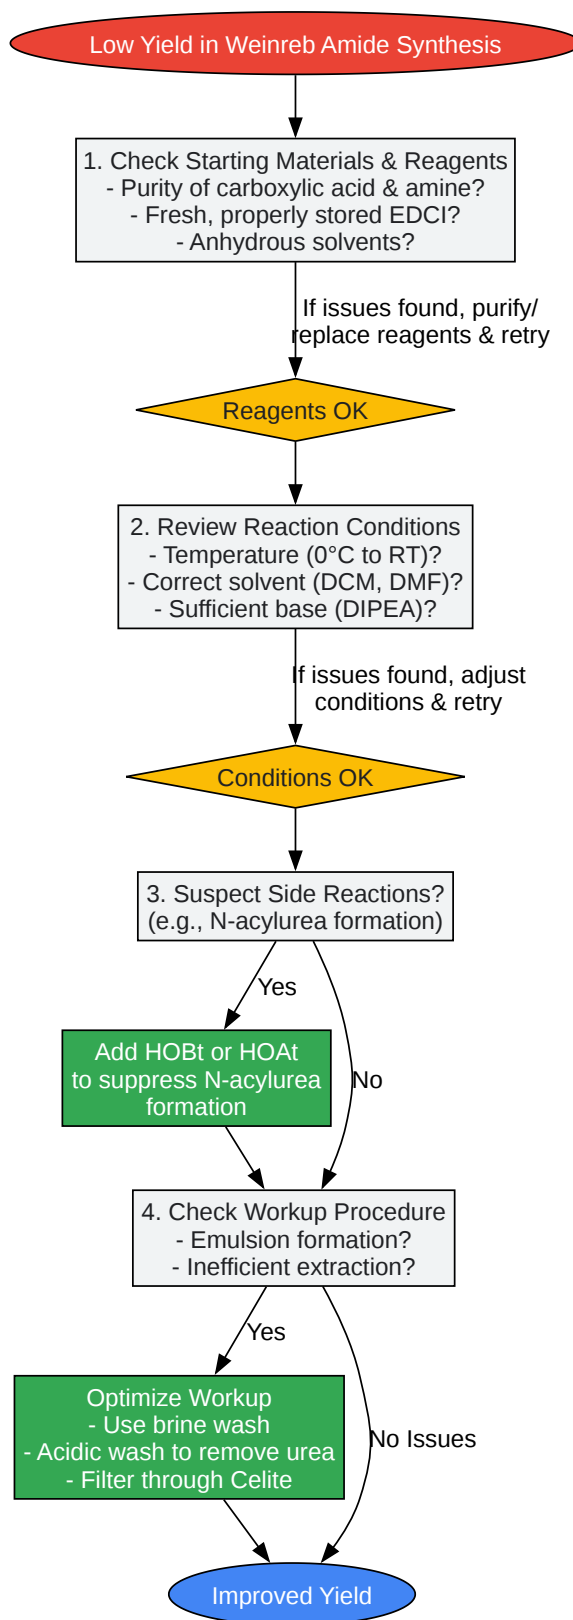 Low Yield in Weinreb Amide Synthesis
1. Check Starting Materials & Reagents
- Purity of carboxylic acid & amine?
- Fresh, properly stored EDCI?
- Anhydrous solvents?
If issues found, purify/
replace reagents & retry
Reagents OK
2. Review Reaction Conditions
- Temperature (0°C to RT)?
- Correct solvent (DCM, DMF)?
- Sufficient base (DIPEA)?
If issues found, adjust
conditions & retry
Conditions OK
3. Suspect Side Reactions?
(e.g., N-acylurea formation)
Yes
Add HOBt or HOAt
to suppress N-acylurea
formation
No
4. Check Workup Procedure
- Emulsion formation?
- Inefficient extraction?
Yes
Optimize Workup
- Use brine wash
- Acidic wash to remove urea
- Filter through Celite
No Issues
Improved Yield